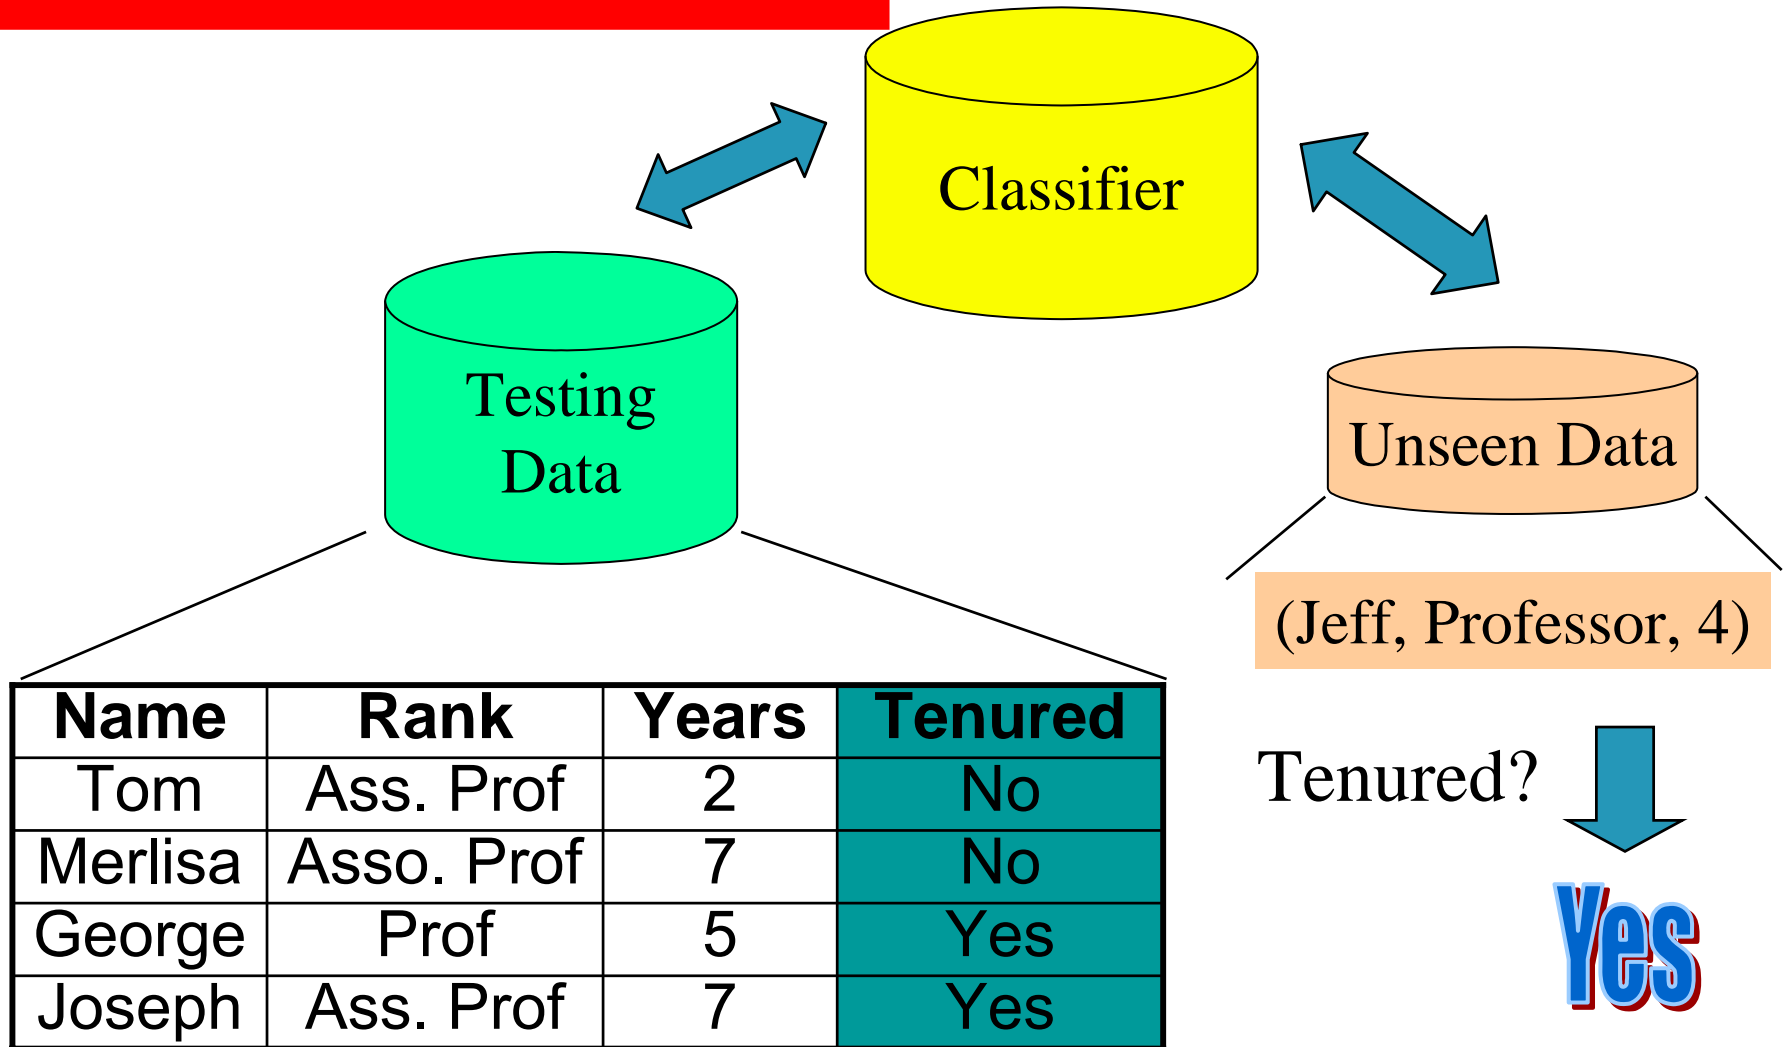 Classifier
Testing
Data
Unseen Data
(Jeff, Professor, 4)
Name Rank Years Tenured
Tom Ass. Prof 2 No
Merlisa Asso. Prof 7 No
George Prof 5 Yes
Joseph Ass. Prof 7 Yes
Tenured?
Yes